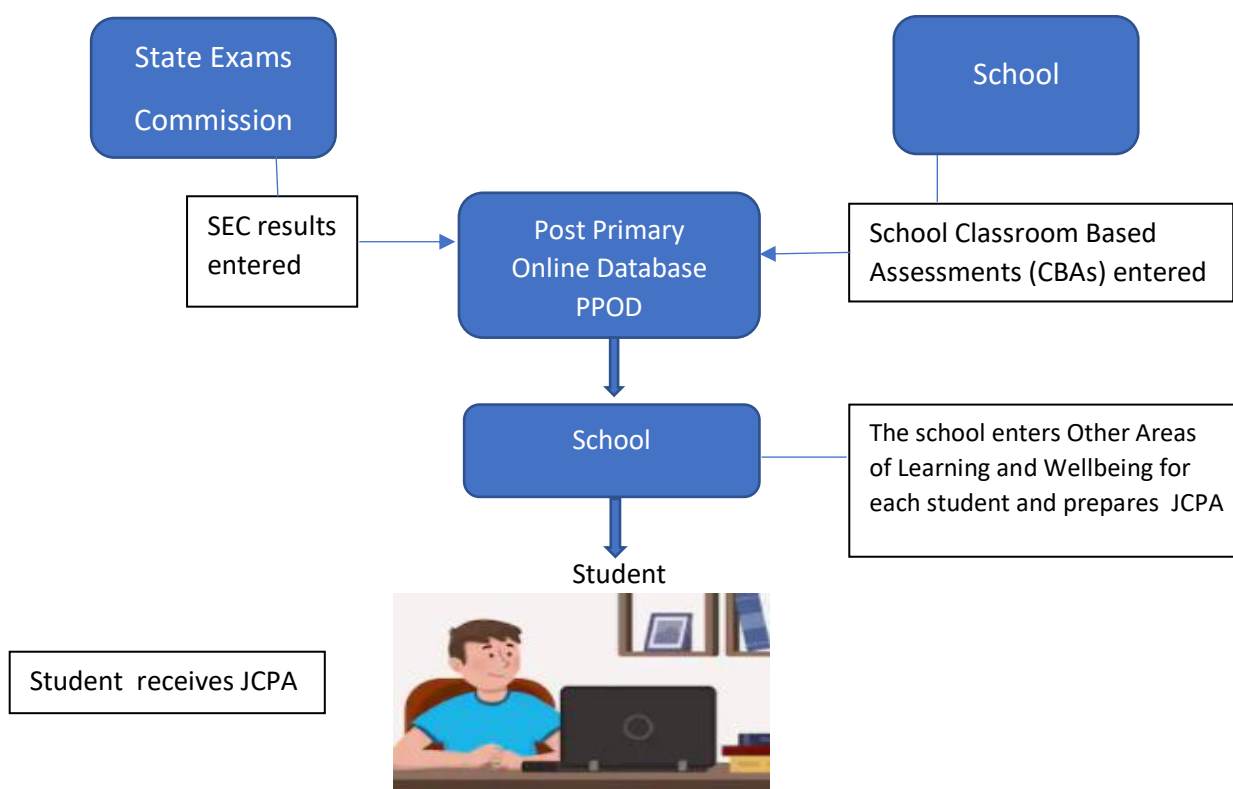 State Exams
Commission
School
SEC results
entered
Post Primary
Online Database
PPOD
School Classroom Based
Assessments (CBAs) entered
School
The school enters Other Areas
of Learning and Wellbeing for
each student and prepares JCPA
Student
Student receives JCPA